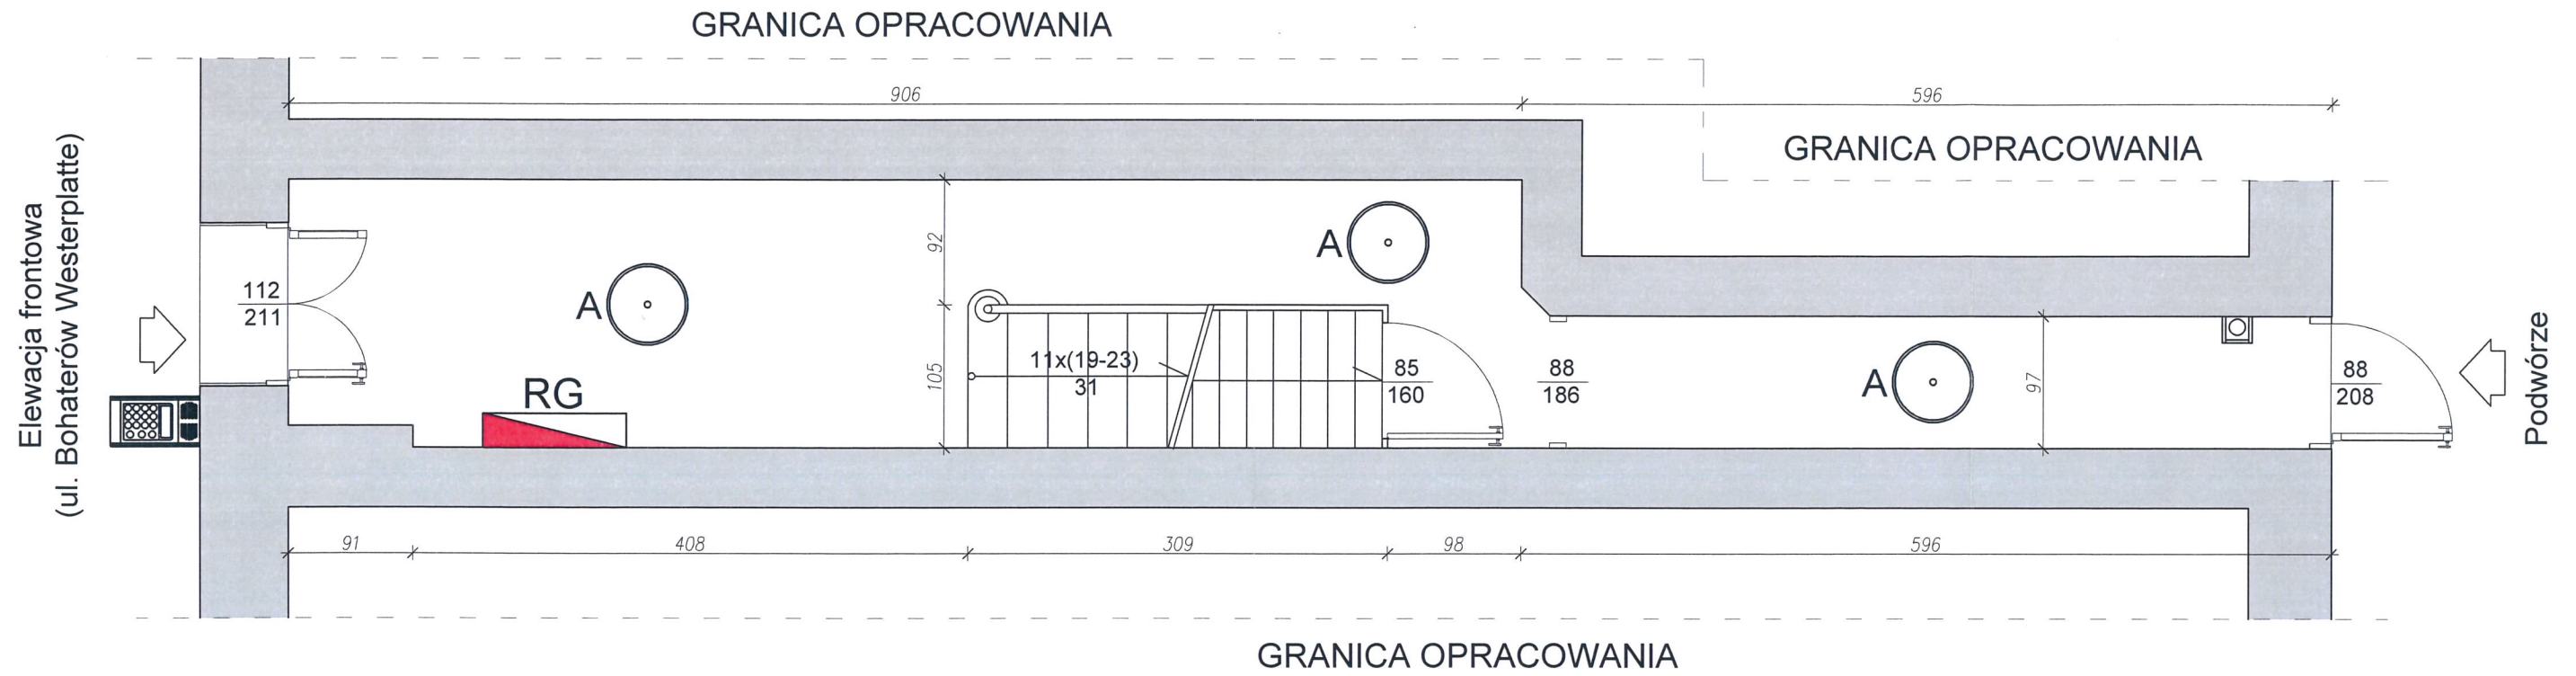 GRANICA OPRACOWANIA
906
596
GRANICA OPRACOWANIA
Elewacja frontowa
(ul. Bohaterów Westerplatte)
112
211
A
RG
92
105
11x(19-23)
31
A
85
160
88
186
A
97
88
208
Podwórze
91
408
309
98
596
GRANICA OPRACOWANIA